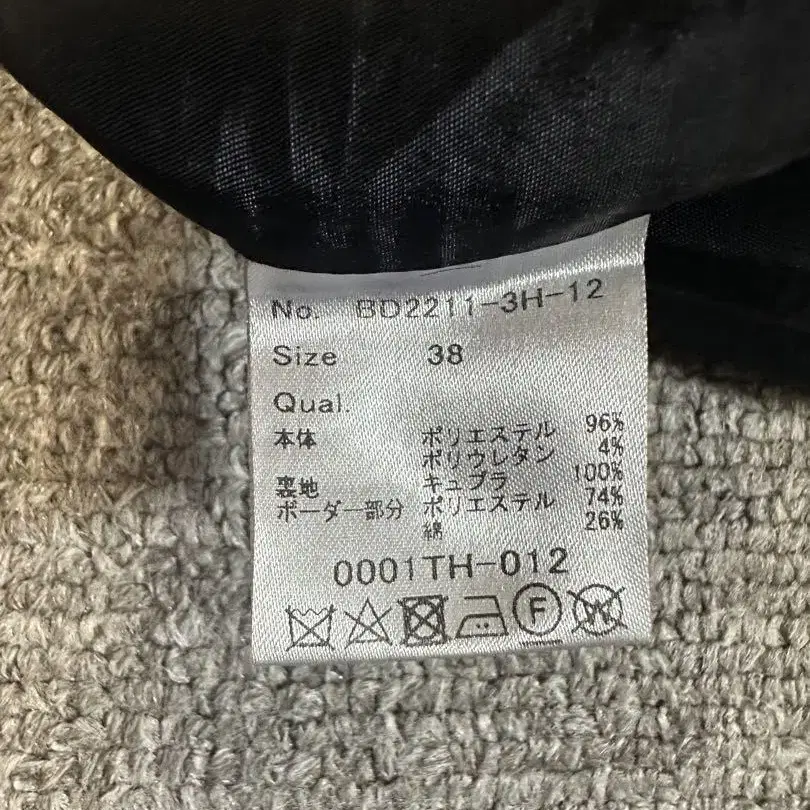 No. BD2211-3H-12
Size 38
Qual.
本体 ポリエステル 96%
ポリウレタン 4%
裏地 キュプラ 100%
ボーダー部分 ポリエステル 74%
綿 26%
0001TH-012
F W